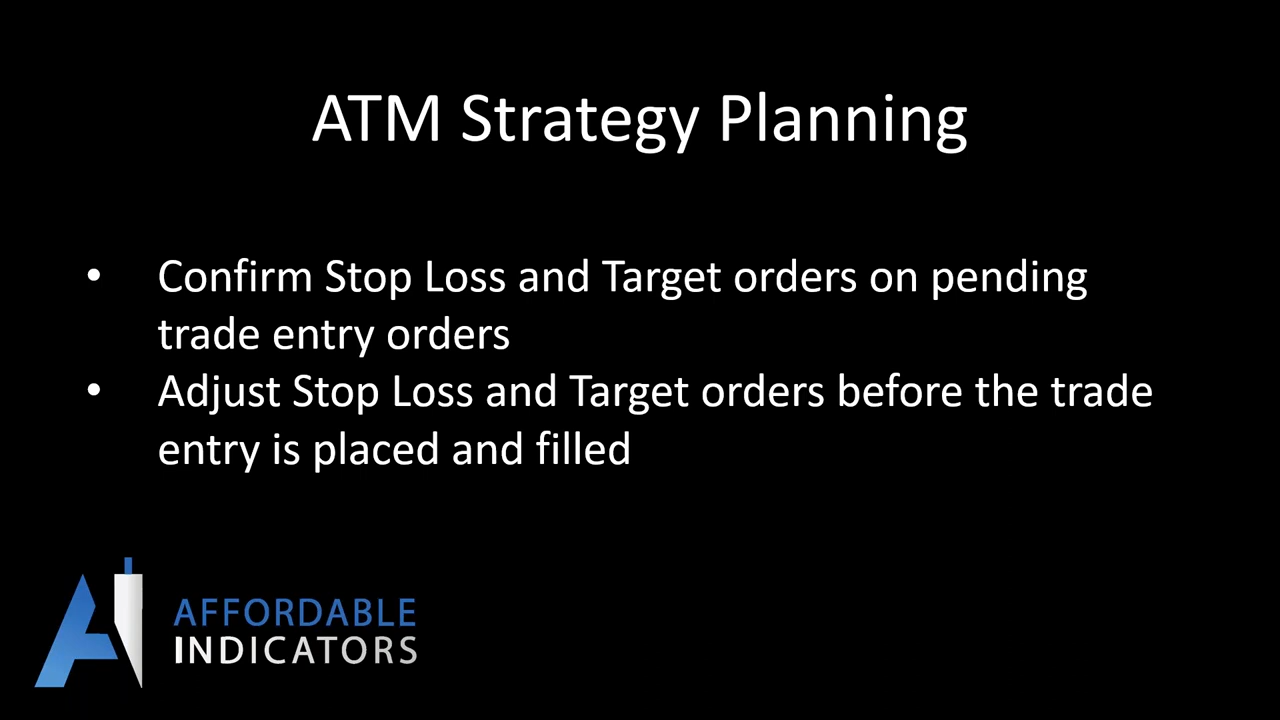 ATM Strategy Planning
• Confirm Stop Loss and Target orders on pending
trade entry orders
• Adjust Stop Loss and Target orders before the trade
entry is placed and filled
AFFORDABLE
INDICATORS